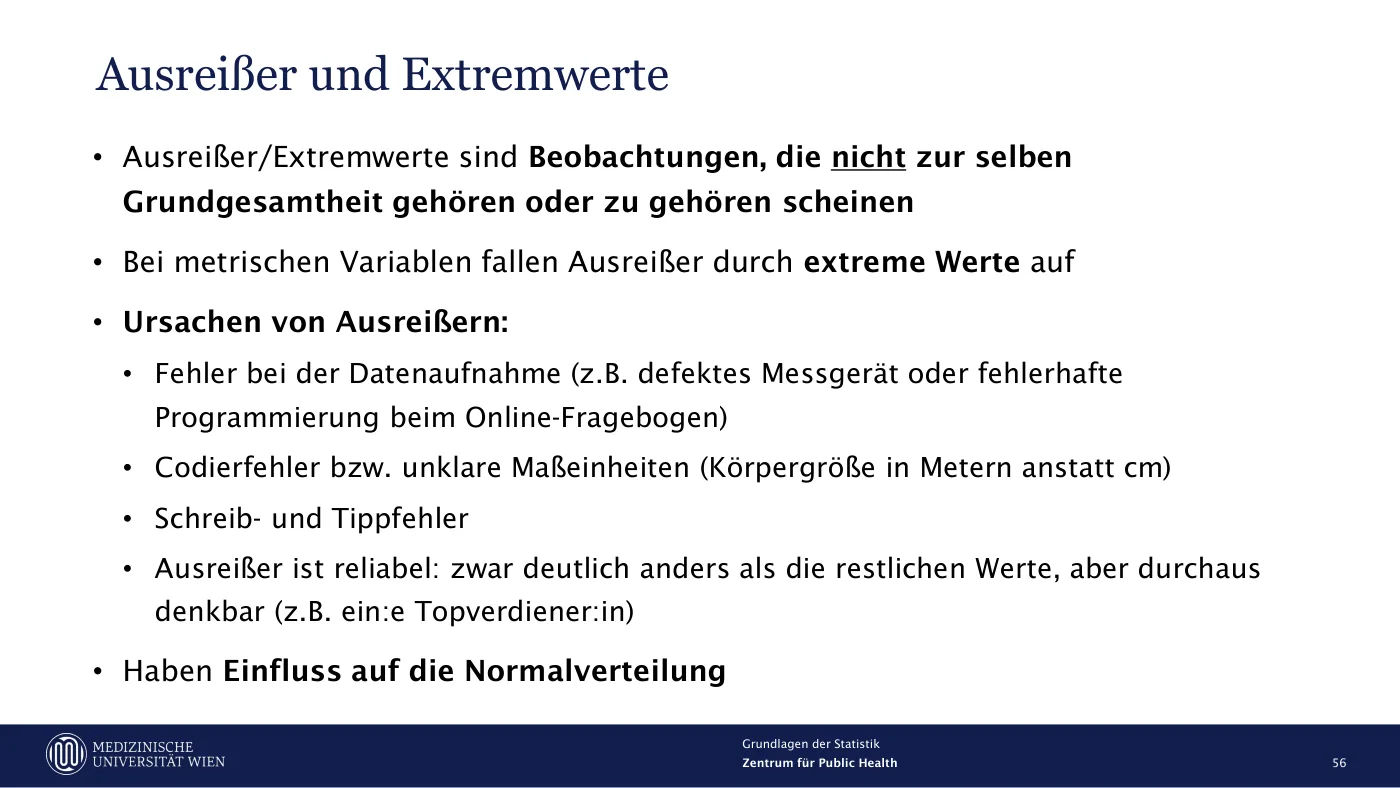 Ausreißer und Extremwerte
• Ausreißer/Extremwerte sind Beobachtungen, die nicht zur selben
Grundgesamtheit gehören oder zu gehören scheinen
• Bei metrischen Variablen fallen Ausreißer durch extreme Werte auf
• Ursachen von Ausreißern:
• Fehler bei der Datenaufnahme (z.B. defektes Messgerät oder fehlerhafte
Programmierung beim Online-Fragebogen)
• Codierfehler bzw. unklare Maßeinheiten (Körpergröße in Metern anstatt cm)
• Schreib- und Tippfehler
• Ausreißer ist reliabel: zwar deutlich anders als die restlichen Werte, aber durchaus
denkbar (z.B. ein:e Topverdiener:in)
• Haben Einfluss auf die Normalverteilung
MEDIZINISCHE
UNIVERSITÄT WIEN
Grundlagen der Statistik
Zentrum für Public Health
56